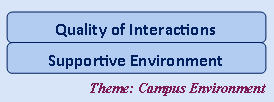 Quality of Interactions
Supportive Environment
Theme: Campus Environment